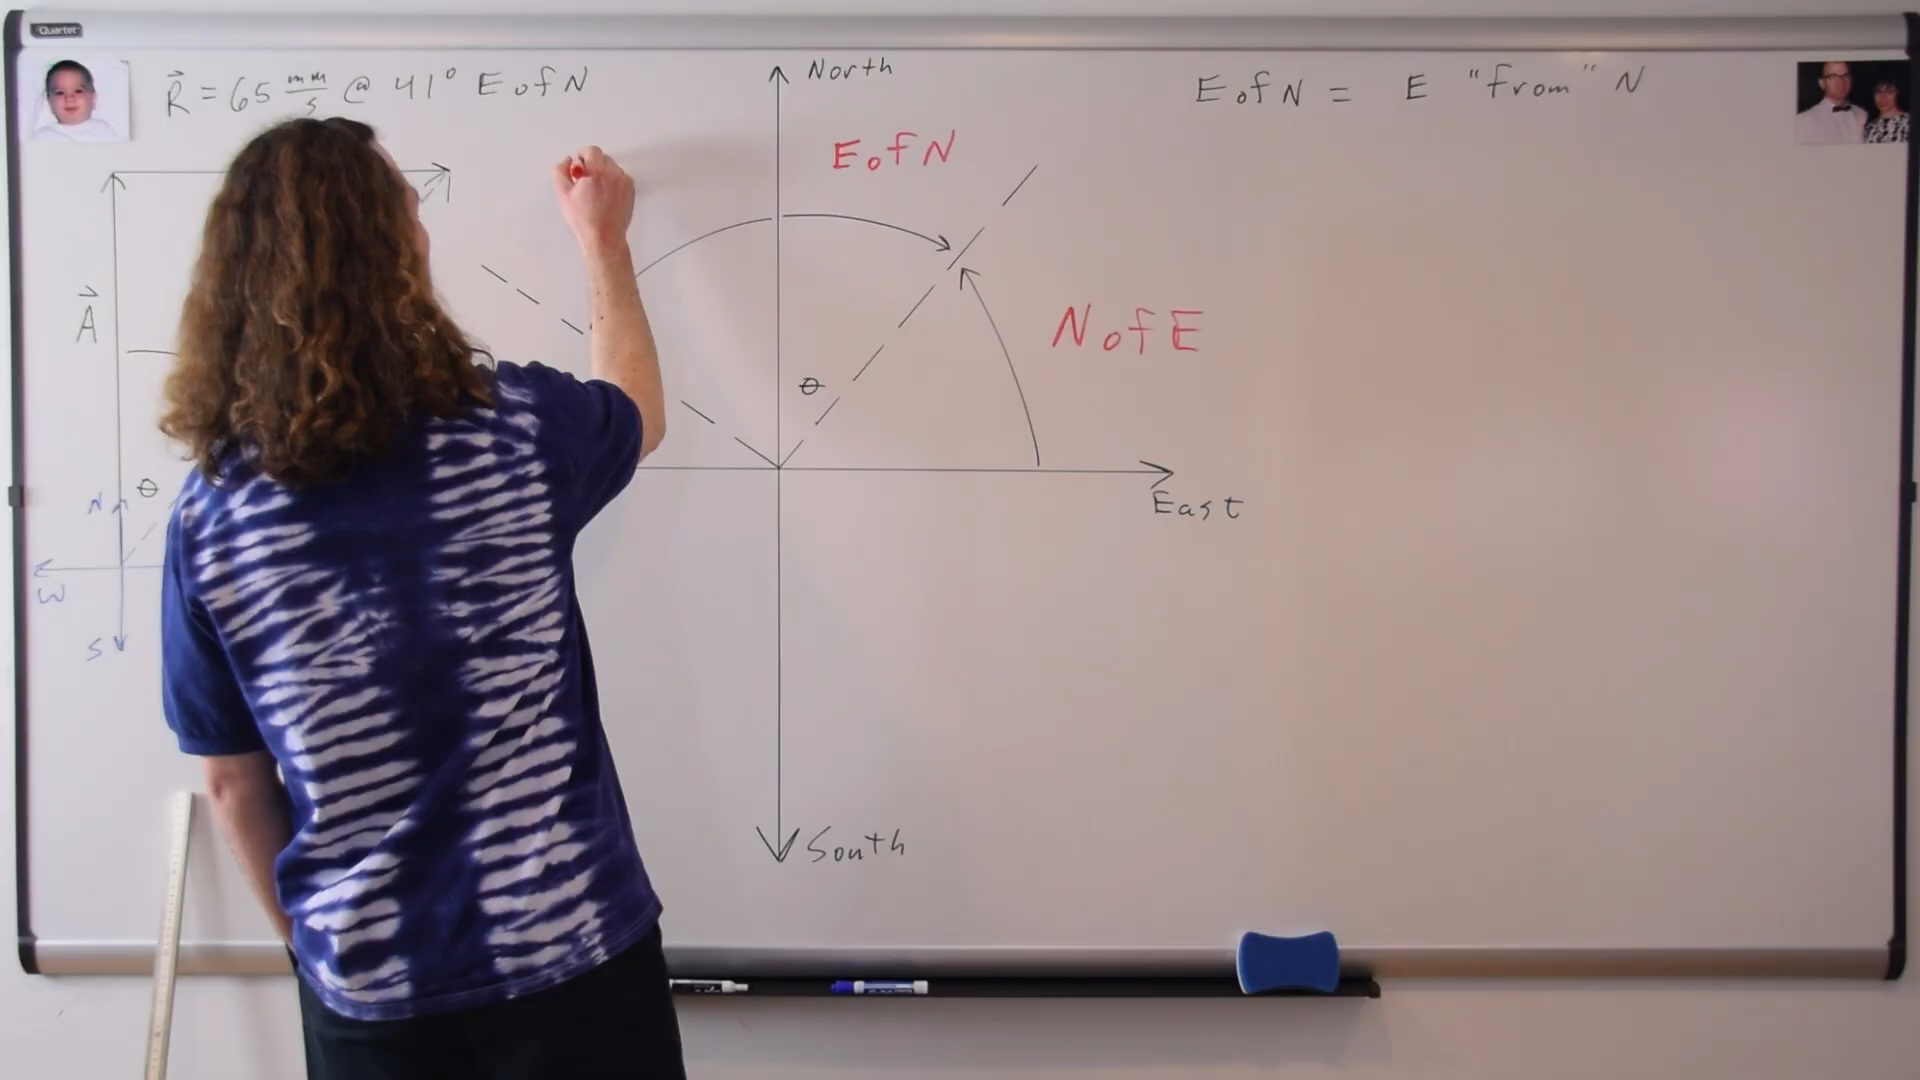 Quartet
R = 65 mm/s @ 41° E of N
North
E of N = E "from" N
E of N
A
N of E
θ
θ
East
N
W
S
South